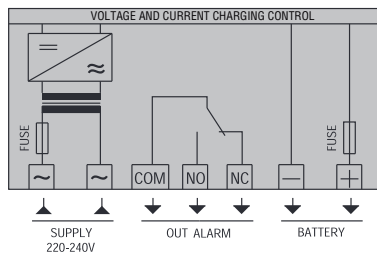 VOLTAGE AND CURRENT CHARGING CONTROL
FUSE
FUSE
~ ~ COM NO NC − +
SUPPLY
220-240V
OUT ALARM
BATTERY